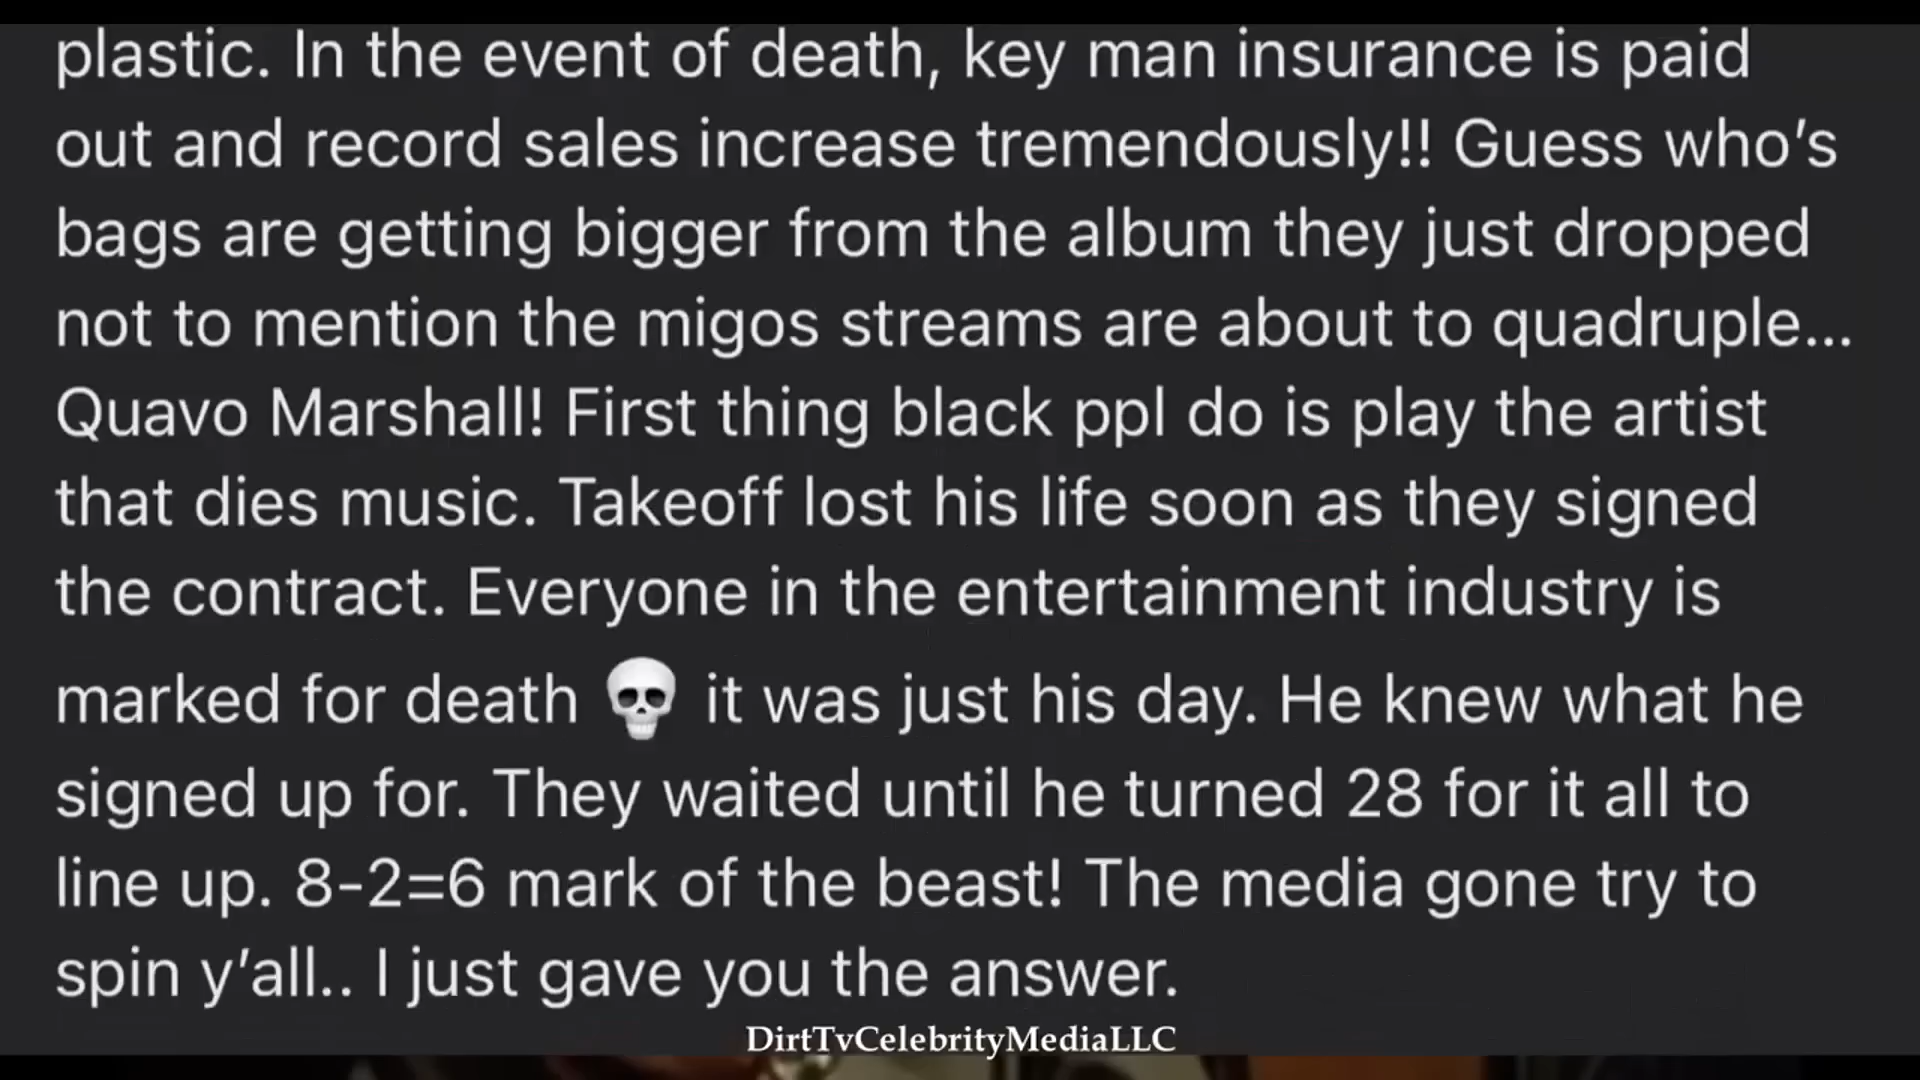 plastic. In the event of death, key man insurance is paid
out and record sales increase tremendously!! Guess who's
bags are getting bigger from the album they just dropped
not to mention the migos streams are about to quadruple...
Quavo Marshall! First thing black ppl do is play the artist
that dies music. Takeoff lost his life soon as they signed
the contract. Everyone in the entertainment industry is
marked for death 💀 it was just his day. He knew what he
signed up for. They waited until he turned 28 for it all to
line up. 8-2=6 mark of the beast! The media gone try to
spin y'all.. I just gave you the answer.
DirtTvCelebrityMediaLLC